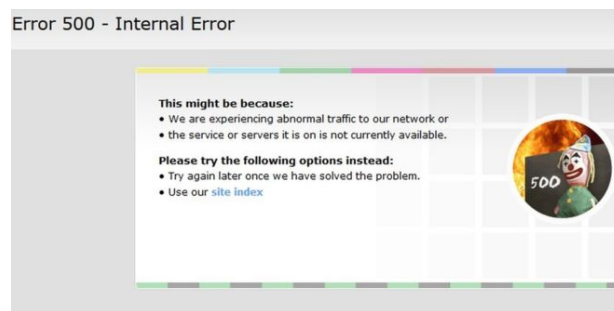 Error 500 - Internal Error
This might be because:
• We are experiencing abnormal traffic to our network or
• the service or servers it is on is not currently available.
Please try the following options instead:
• Try again later once we have solved the problem.
• Use our site index
500